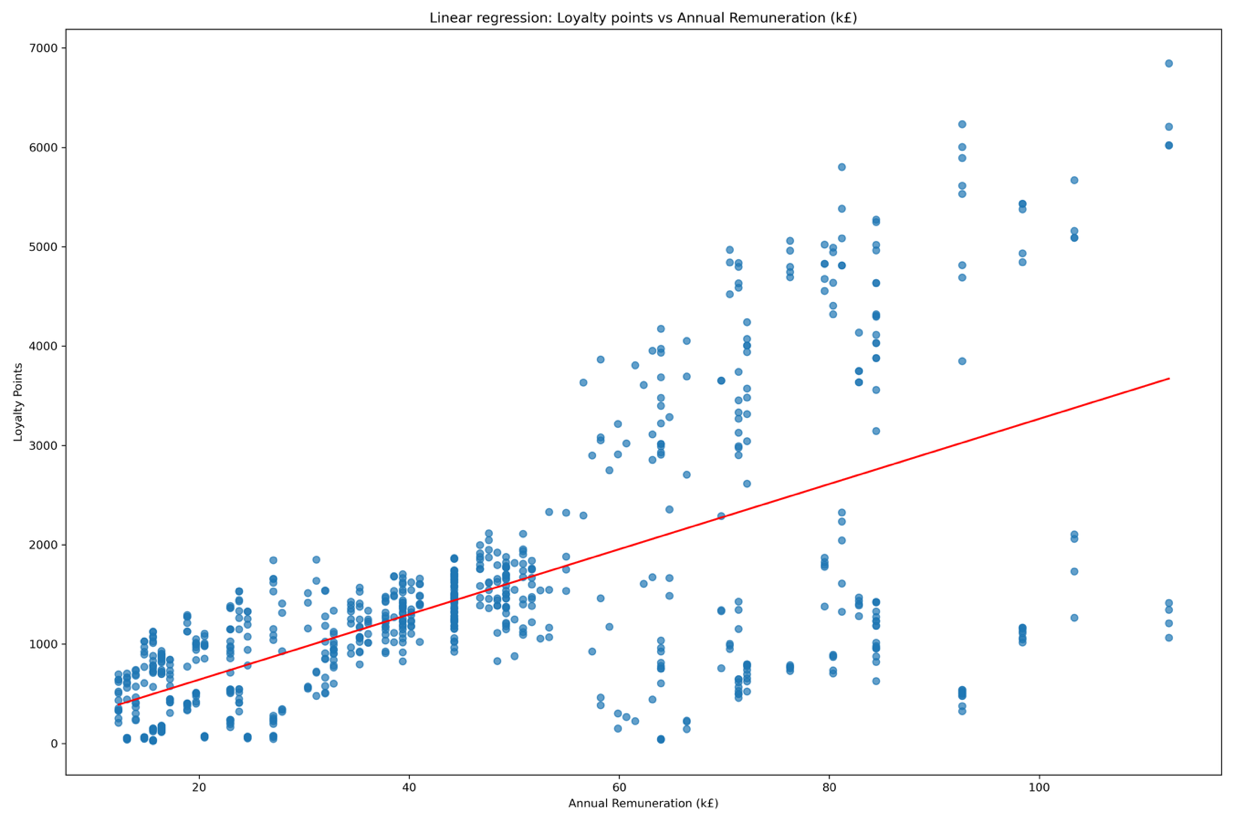 Linear regression: Loyalty points vs Annual Remuneration (k£)
7000
6000
5000
4000
3000
2000
1000
0
Loyalty Points
20 40 60 80 100
Annual Remuneration (k£)